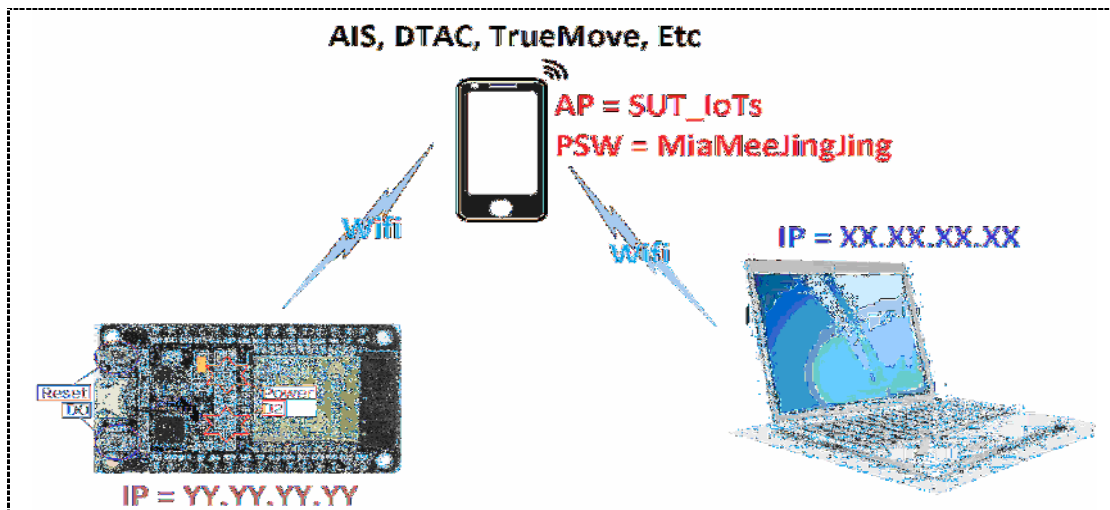 AIS, DTAC, TrueMove, Etc
AP = SUT_IoTs
PSW = MiaMeeJingJing
Wifi
Wifi
IP = XX.XX.XX.XX
Reset
Power
D2
IP = YY.YY.YY.YY